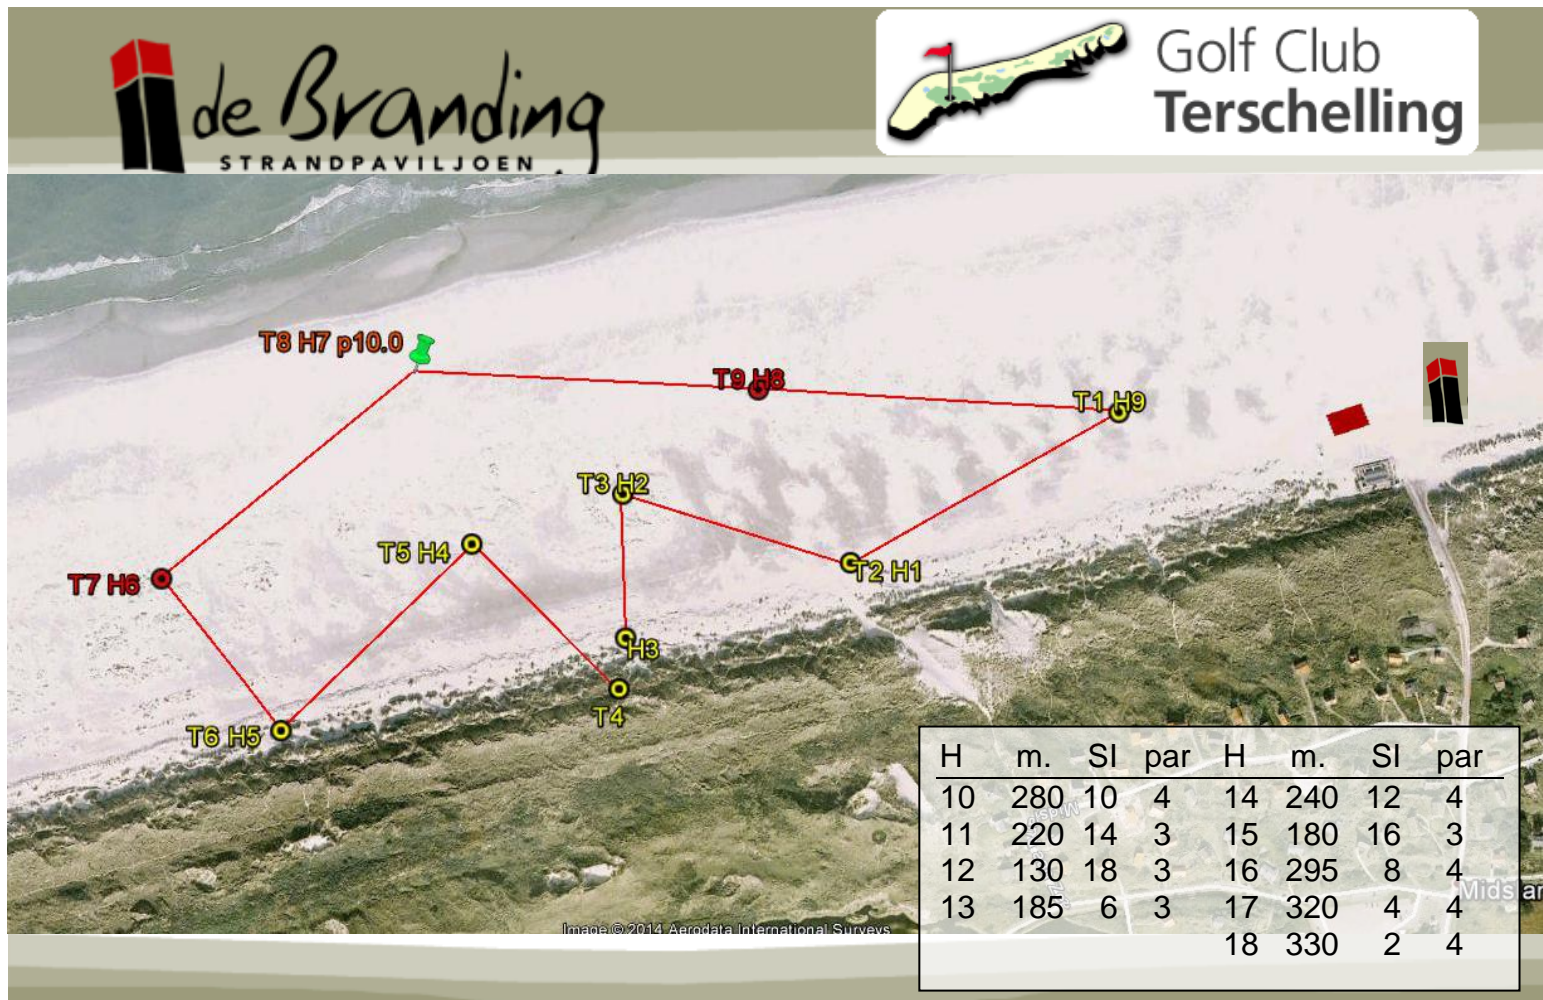 de Branding
STRANDPAVILJOEN
Golf Club
Terschelling
T8 H7 p10.0
T9 H8
T1 H9
T3 H2
T5 H4
T2 H1
T7 H6
H3
T4
T6 H5
H m. SI par H m. SI par
10 280 10 4 14 240 12 4
11 220 14 3 15 180 16 3
12 130 18 3 16 295 8 4
13 185 6 3 17 320 4 4
18 330 2 4
Mids
Image © 2014 Aerodata International Surveys